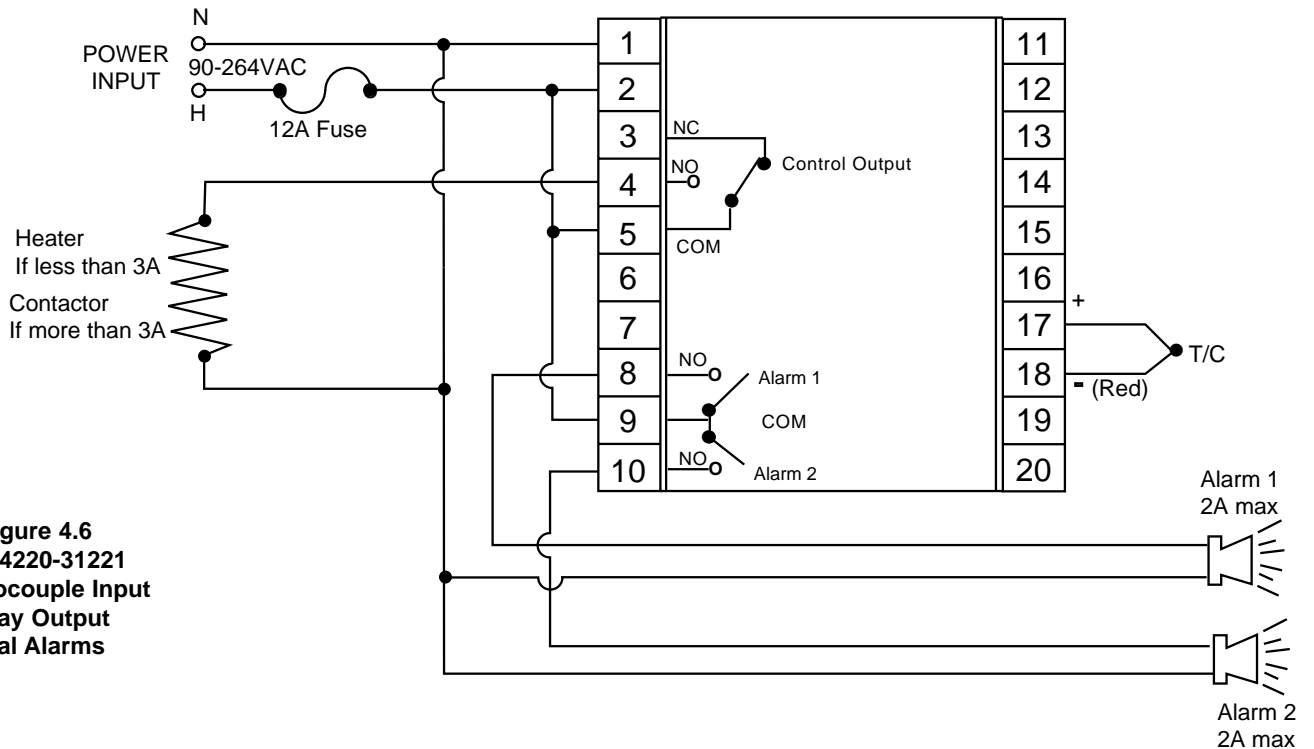 N
POWER
INPUT
90-264VAC
H
12A Fuse
1
2
3
4
5
6
7
8
9
10
NC
NO
Control Output
COM
NO
Alarm 1
COM
NO
Alarm 2
11
12
13
14
15
16
17
18
19
20
+
T/C
- (Red)
Heater
If less than 3A
Contactor
If more than 3A
Alarm 1
2A max
Alarm 2
2A max
gure 4.6
4220-31221
ocouple Input
ay Output
al Alarms